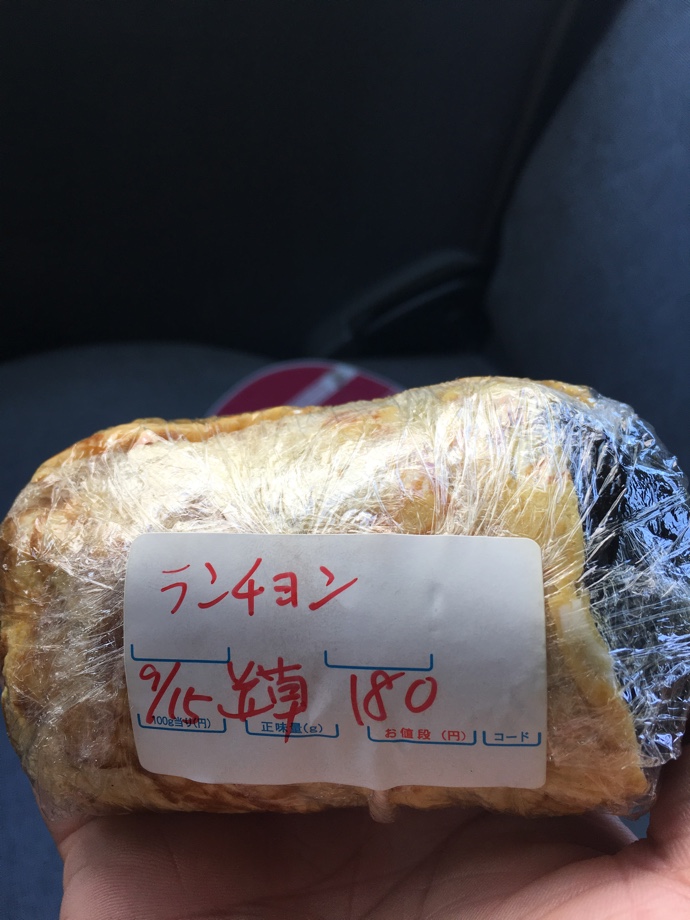 ランチョン
9/15 180
100g当り(円) 正味量(g) お値段(円) コード